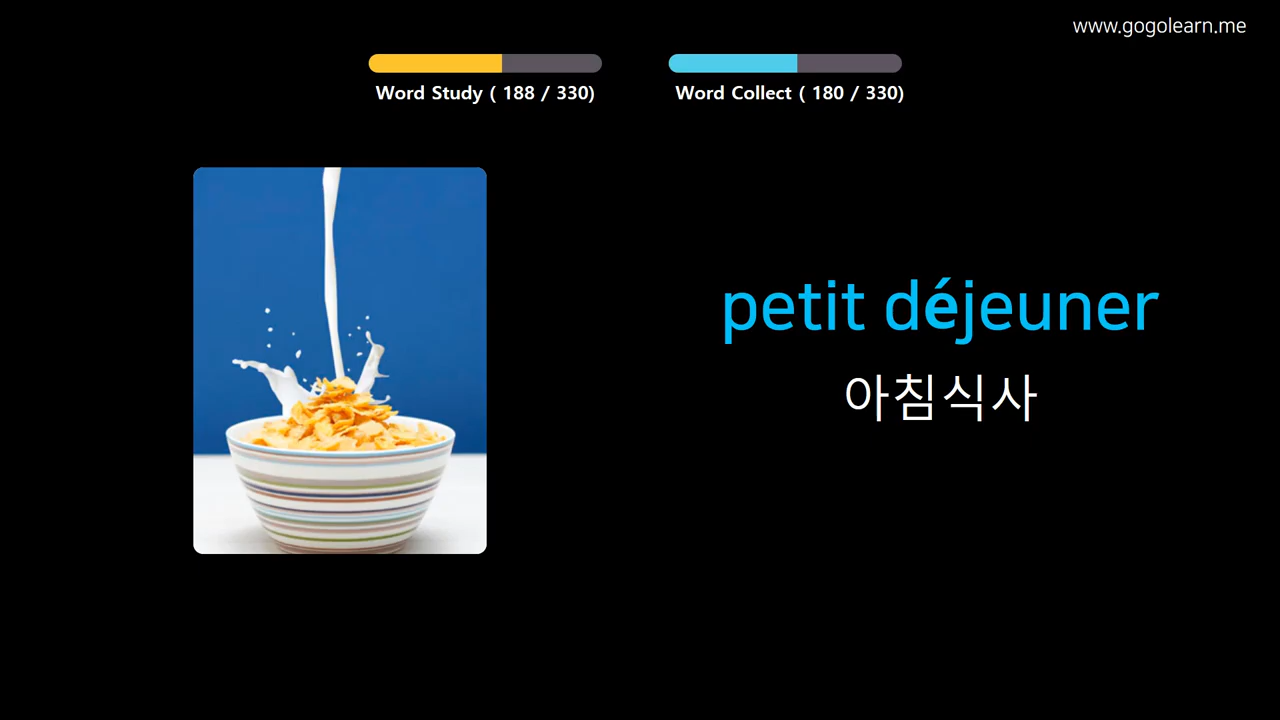 www.gogolearn.me
Word Study ( 188 / 330)
Word Collect ( 180 / 330)
petit déjeuner
아침식사